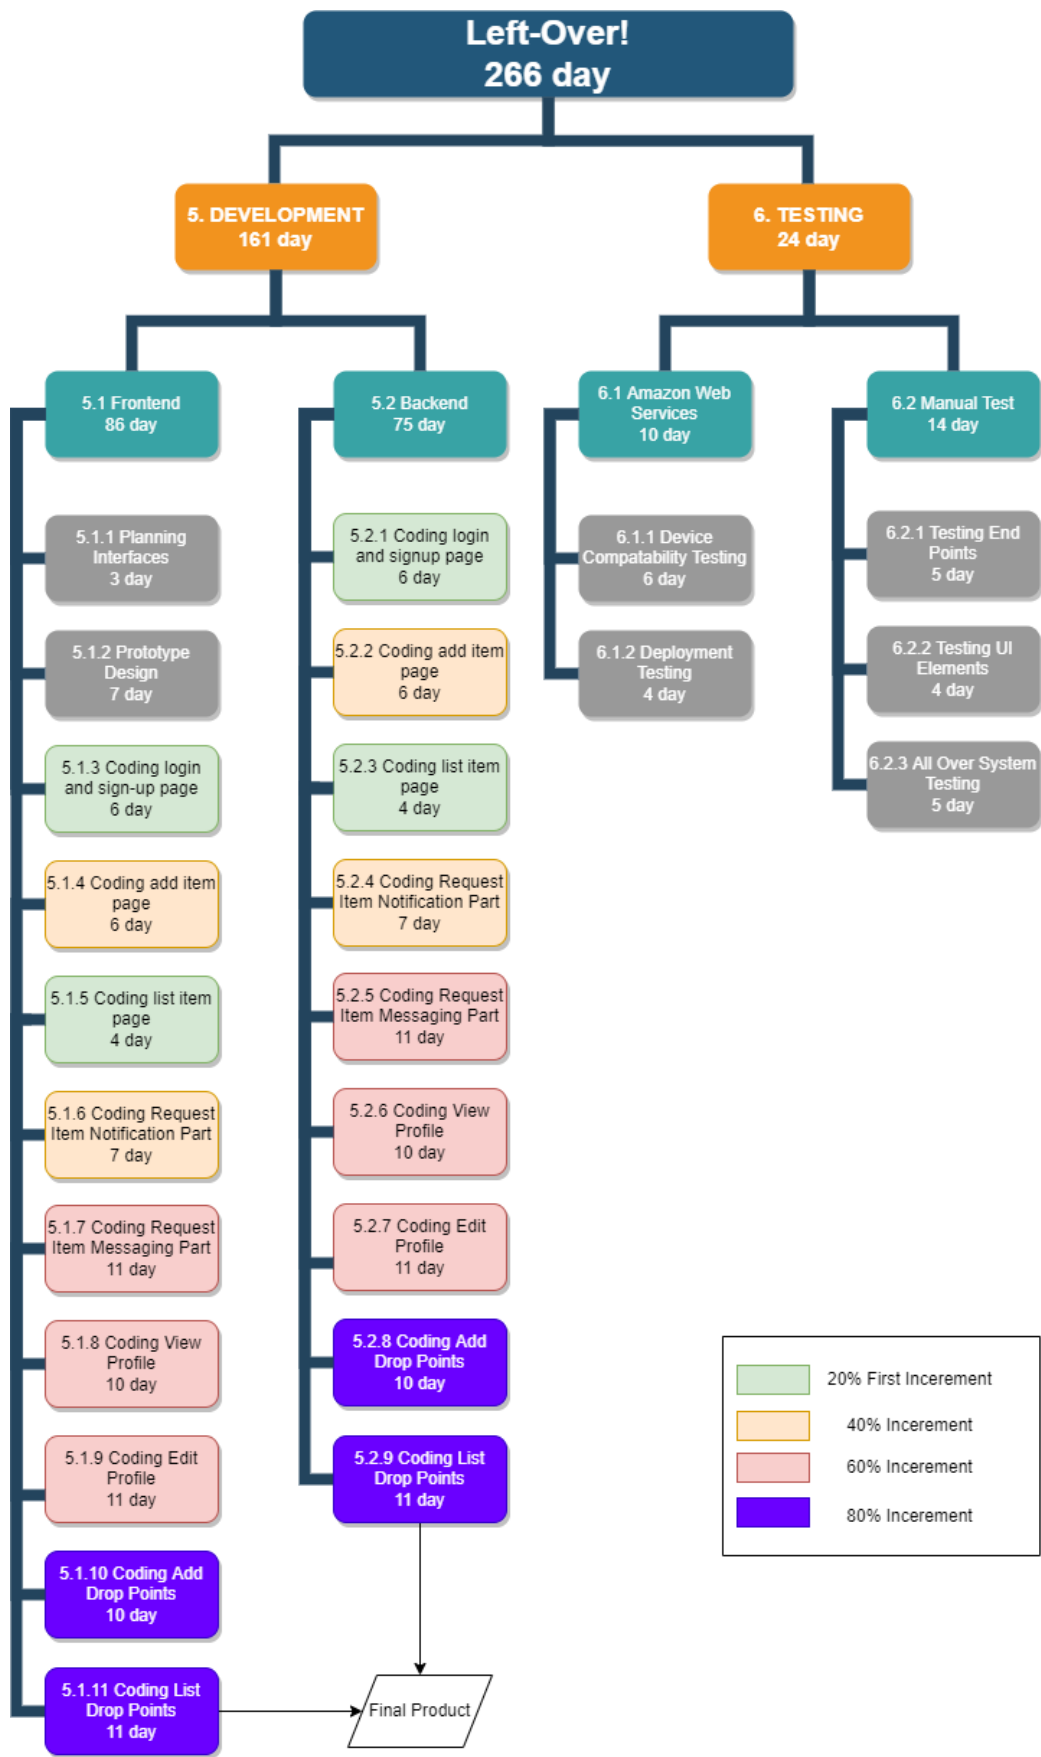 Left-Over!
266 day
5. DEVELOPMENT
161 day
6. TESTING
24 day
5.1 Frontend
86 day
5.2 Backend
75 day
6.1 Amazon Web
Services
10 day
6.2 Manual Test
14 day
5.1.1 Planning
Interfaces
3 day
5.1.2 Prototype
Design
7 day
5.1.3 Coding login
and sign-up page
6 day
5.1.4 Coding add item
page
6 day
5.1.5 Coding list item
page
4 day
5.1.6 Coding Request
Item Notification Part
7 day
5.1.7 Coding Request
Item Messaging Part
11 day
5.1.8 Coding View
Profile
10 day
5.1.9 Coding Edit
Profile
11 day
5.1.10 Coding Add
Drop Points
10 day
5.1.11 Coding List
Drop Points
11 day
5.2.1 Coding login
and signup page
6 day
5.2.2 Coding add item
page
6 day
5.2.3 Coding list item
page
4 day
5.2.4 Coding Request
Item Notification Part
7 day
5.2.5 Coding Request
Item Messaging Part
11 day
5.2.6 Coding View
Profile
10 day
5.2.7 Coding Edit
Profile
11 day
5.2.8 Coding Add
Drop Points
10 day
5.2.9 Coding List
Drop Points
11 day
Final Product
6.1.1 Device
Compatability Testing
6 day
6.1.2 Deployment
Testing
4 day
6.2.1 Testing End
Points
5 day
6.2.2 Testing UI
Elements
4 day
6.2.3 All Over System
Testing
5 day
20% First Incerement
40% Incerement
60% Incerement
80% Incerement